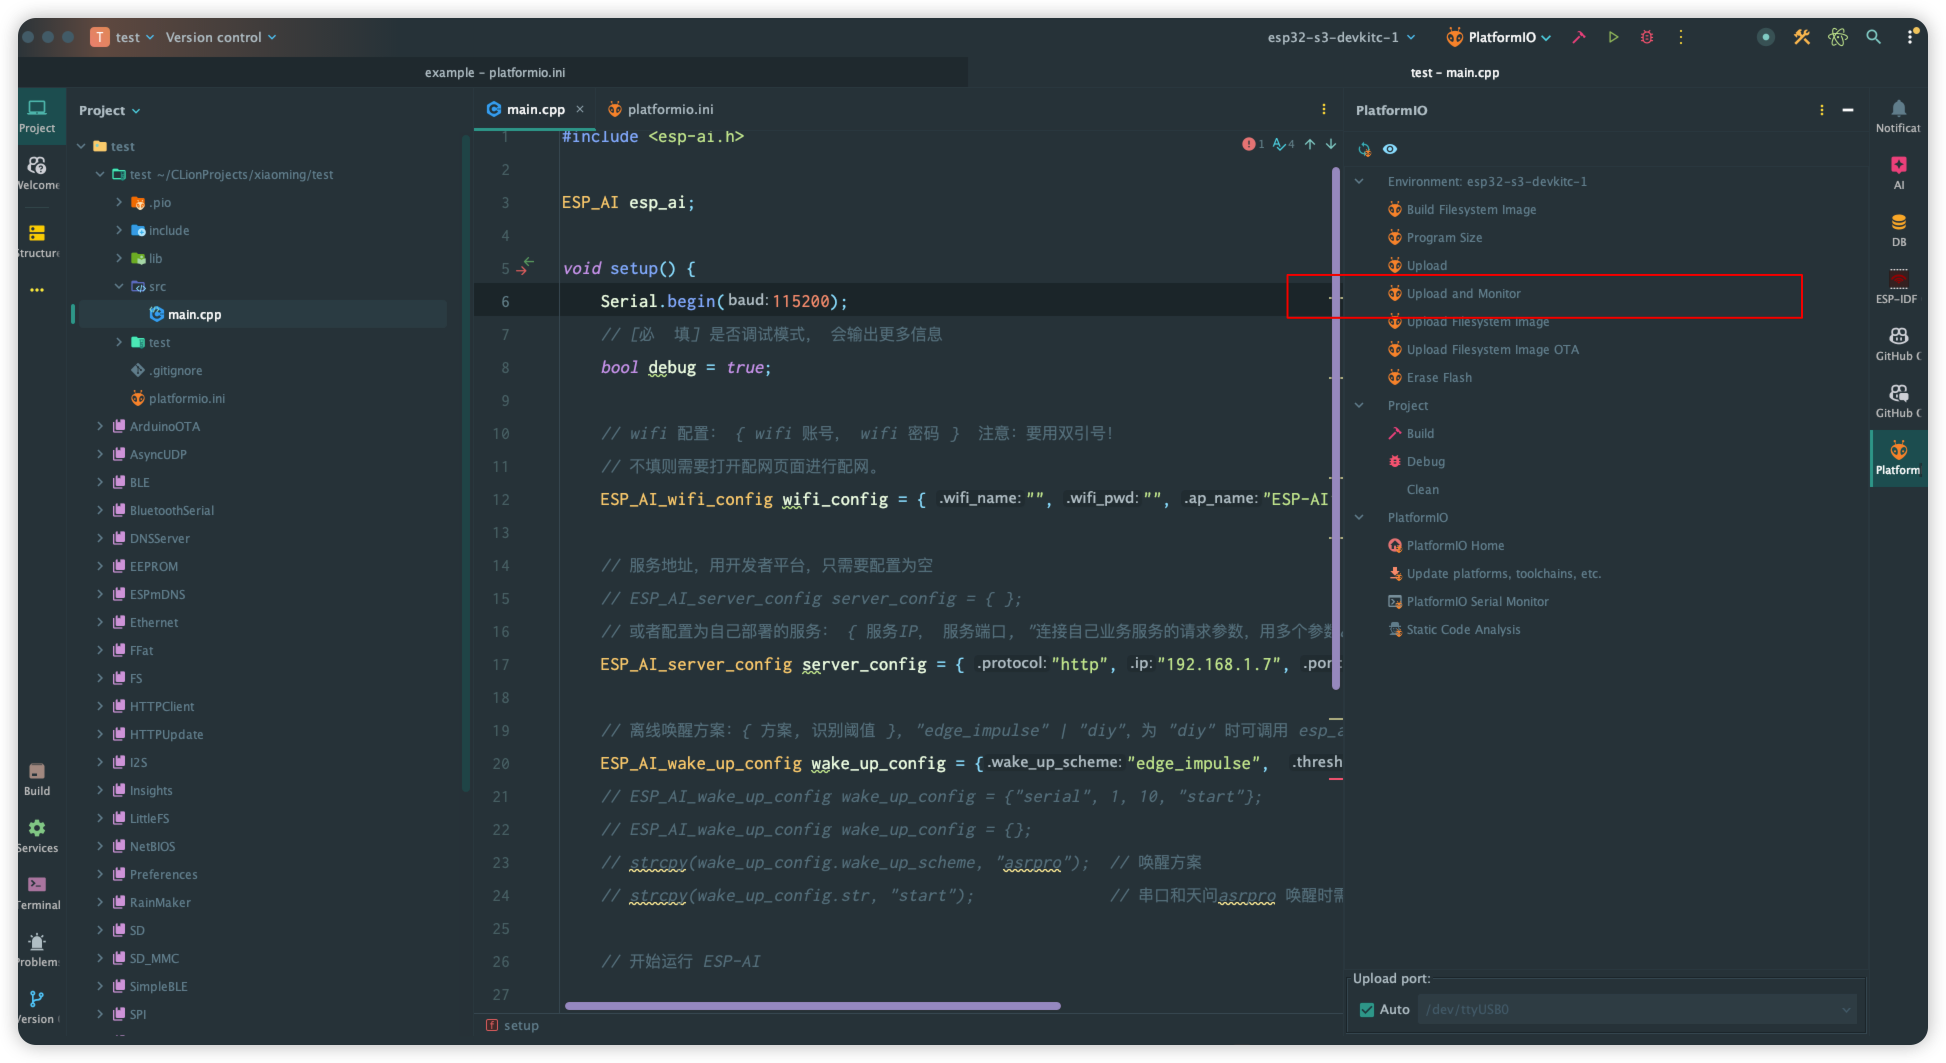 T test Version control esp32-s3-devkitc-1 PlatformIO
example – platformio.ini test – main.cpp
Project
Welcome
Structure
Build
Services
Terminal
Problem
Version
Project
test
test ~/CLionProjects/xiaoming/test
.pio
include
lib
src
main.cpp
test
.gitignore
platformio.ini
ArduinoOTA
AsyncUDP
BLE
BluetoothSerial
DNSServer
EEPROM
ESPmDNS
Ethernet
FFat
FS
HTTPClient
HTTPUpdate
I2S
Insights
LittleFS
NetBIOS
Preferences
RainMaker
SD
SD_MMC
SimpleBLE
SPI
main.cpp platformio.ini
1 4
1 #include <esp-ai.h>
2
3 ESP_AI esp_ai;
4
5 void setup() {
6 Serial.begin( baud: 115200);
7 // [必 填] 是否调试模式， 会输出更多信息
8 bool debug = true;
9
10 // wifi 配置： { wifi 账号， wifi 密码 } 注意：要用双引号！
11 // 不填则需要打开配网页面进行配网。
12 ESP_AI_wifi_config wifi_config = { .wifi_name: "", .wifi_pwd: "", .ap_name: "ESP-AI
13
14 // 服务地址，用开发者平台，只需要配置为空
15 // ESP_AI_server_config server_config = { };
16 // 或者配置为自己部署的服务： { 服务IP， 服务端口, "连接自己业务服务的请求参数，用多个参数
17 ESP_AI_server_config server_config = { .protocol: "http", .ip: "192.168.1.7", .por
18
19 // 离线唤醒方案：{ 方案, 识别阈值 }, "edge_impulse" | "diy"，为 "diy" 时可调用 esp_a
20 ESP_AI_wake_up_config wake_up_config = {.wake_up_scheme: "edge_impulse", .thresh
21 // ESP_AI_wake_up_config wake_up_config = {"serial", 1, 10, "start"};
22 // ESP_AI_wake_up_config wake_up_config = {};
23 // strcpy(wake_up_config.wake_up_scheme, "asrpro"); // 唤醒方案
24 // strcpy(wake_up_config.str, "start"); // 串口和天问asrpro 唤醒时需
25
26 // 开始运行 ESP-AI
27
f setup
PlatformIO
Environment: esp32-s3-devkitc-1
Build Filesystem Image
Program Size
Upload
Upload and Monitor
Upload Filesystem Image
Upload Filesystem Image OTA
Erase Flash
Project
Build
Debug
Clean
PlatformIO
PlatformIO Home
Update platforms, toolchains, etc.
PlatformIO Serial Monitor
Static Code Analysis
Upload port:
Auto /dev/ttyUSB0
Notificat
AI
DB
ESP-IDF
GitHub C
GitHub C
Platform